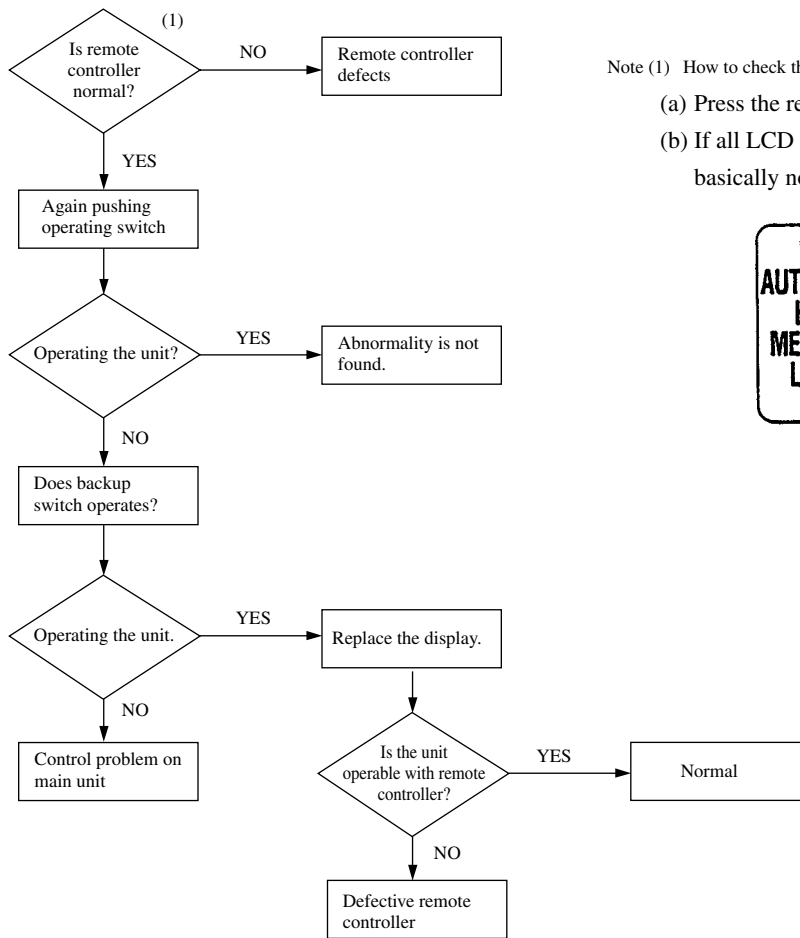 (1)
Is remote
controller
normal?
NO
Remote controller
defects
YES
Again pushing
operating switch
Operating the unit?
YES
Abnormality is not
found.
NO
Does backup
switch operates?
Operating the unit.
YES
Replace the display.
NO
Control problem on
main unit
Is the unit
operable with remote
controller?
YES
Normal
NO
Defective remote
controller
Note (1) How to check th
(a) Press the re
(b) If all LCD
basically no
AUT
ME
L